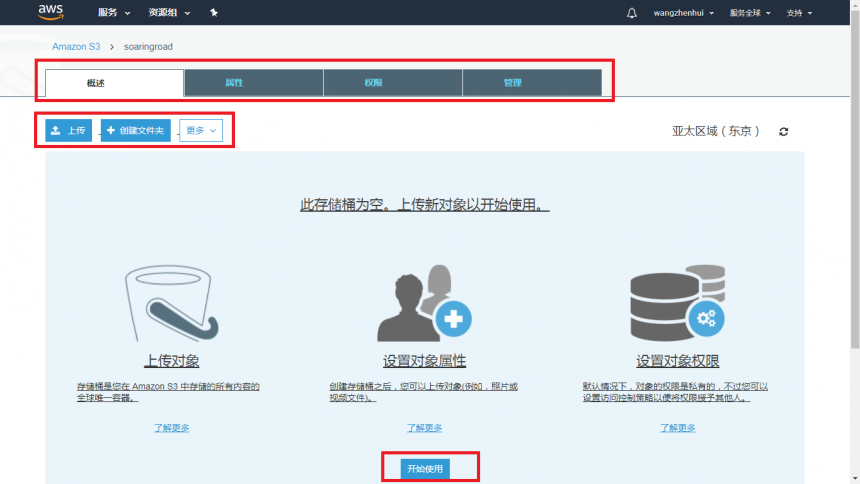 aws 服务 资源组 wangzhenhui 服务全球 支持
Amazon S3 > soaringroad
概述 属性 权限 管理
上传 创建文件夹 更多 亚太区域（东京）
此存储桶为空。上传新对象以开始使用。
上传对象 设置对象属性 设置对象权限
存储桶是您在 Amazon S3 中存储的所有内容的 创建存储桶之后，您可以上传对象(例如，照片或 默认情况下，对象的权限是私有的，不过您可以
全球唯一容器。 视频文件)。 设置访问控制策略以便将权限授予其他人。
了解更多 了解更多 了解更多
开始使用